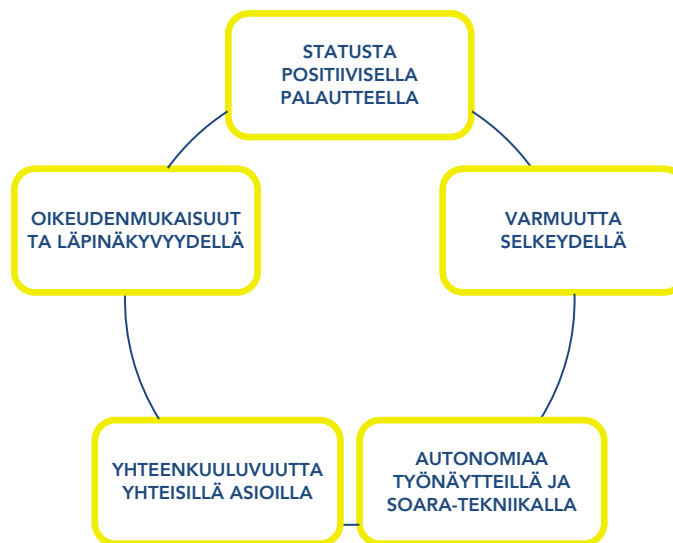 STATUSTA
POSITIIVISELLA
PALAUTTEELLA
OIKEUDENMUKAISUUT
TA LÄPINÄKYVYYDELLÄ
VARMUUTTA
SELKEYDELLÄ
YHTEENKUULUVUUTTA
YHTEISILLÄ ASIOILLA
AUTONOMIAA
TYÖNÄYTTEILLÄ JA
SOARA-TEKNIIKALLA